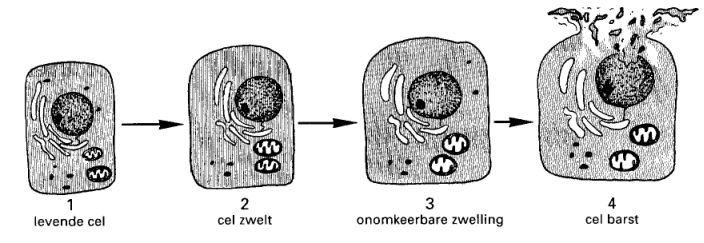 1
levende cel
2
cel zwelt
3
onomkeerbare zwelling
4
cel barst